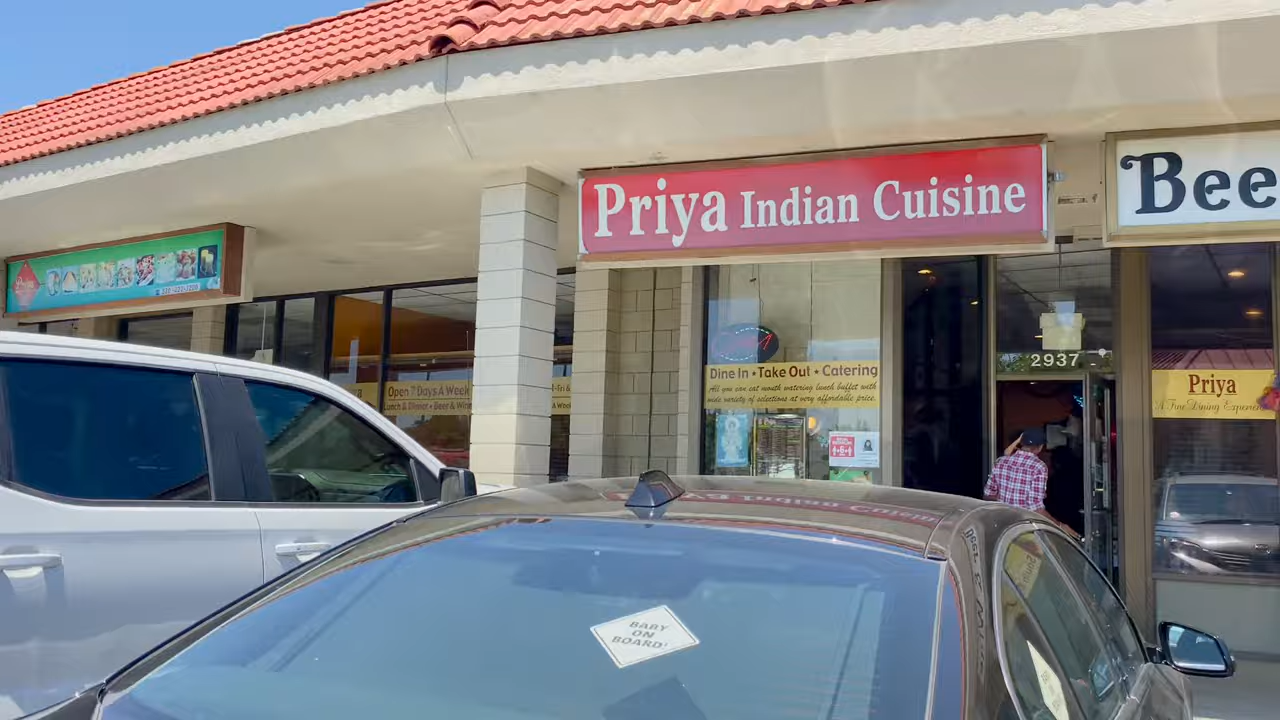 Priya Indian Cuisine
Bee
Dine In • Take Out • Catering
All you can eat mouth watering lunch buffet with
wide variety of selections at very affordable price.
Open 7 Days A Week
Lunch & Dinner • Beer & Win
2937
Priya
A Fine Dining Experien
BABY
ON
BOARD!